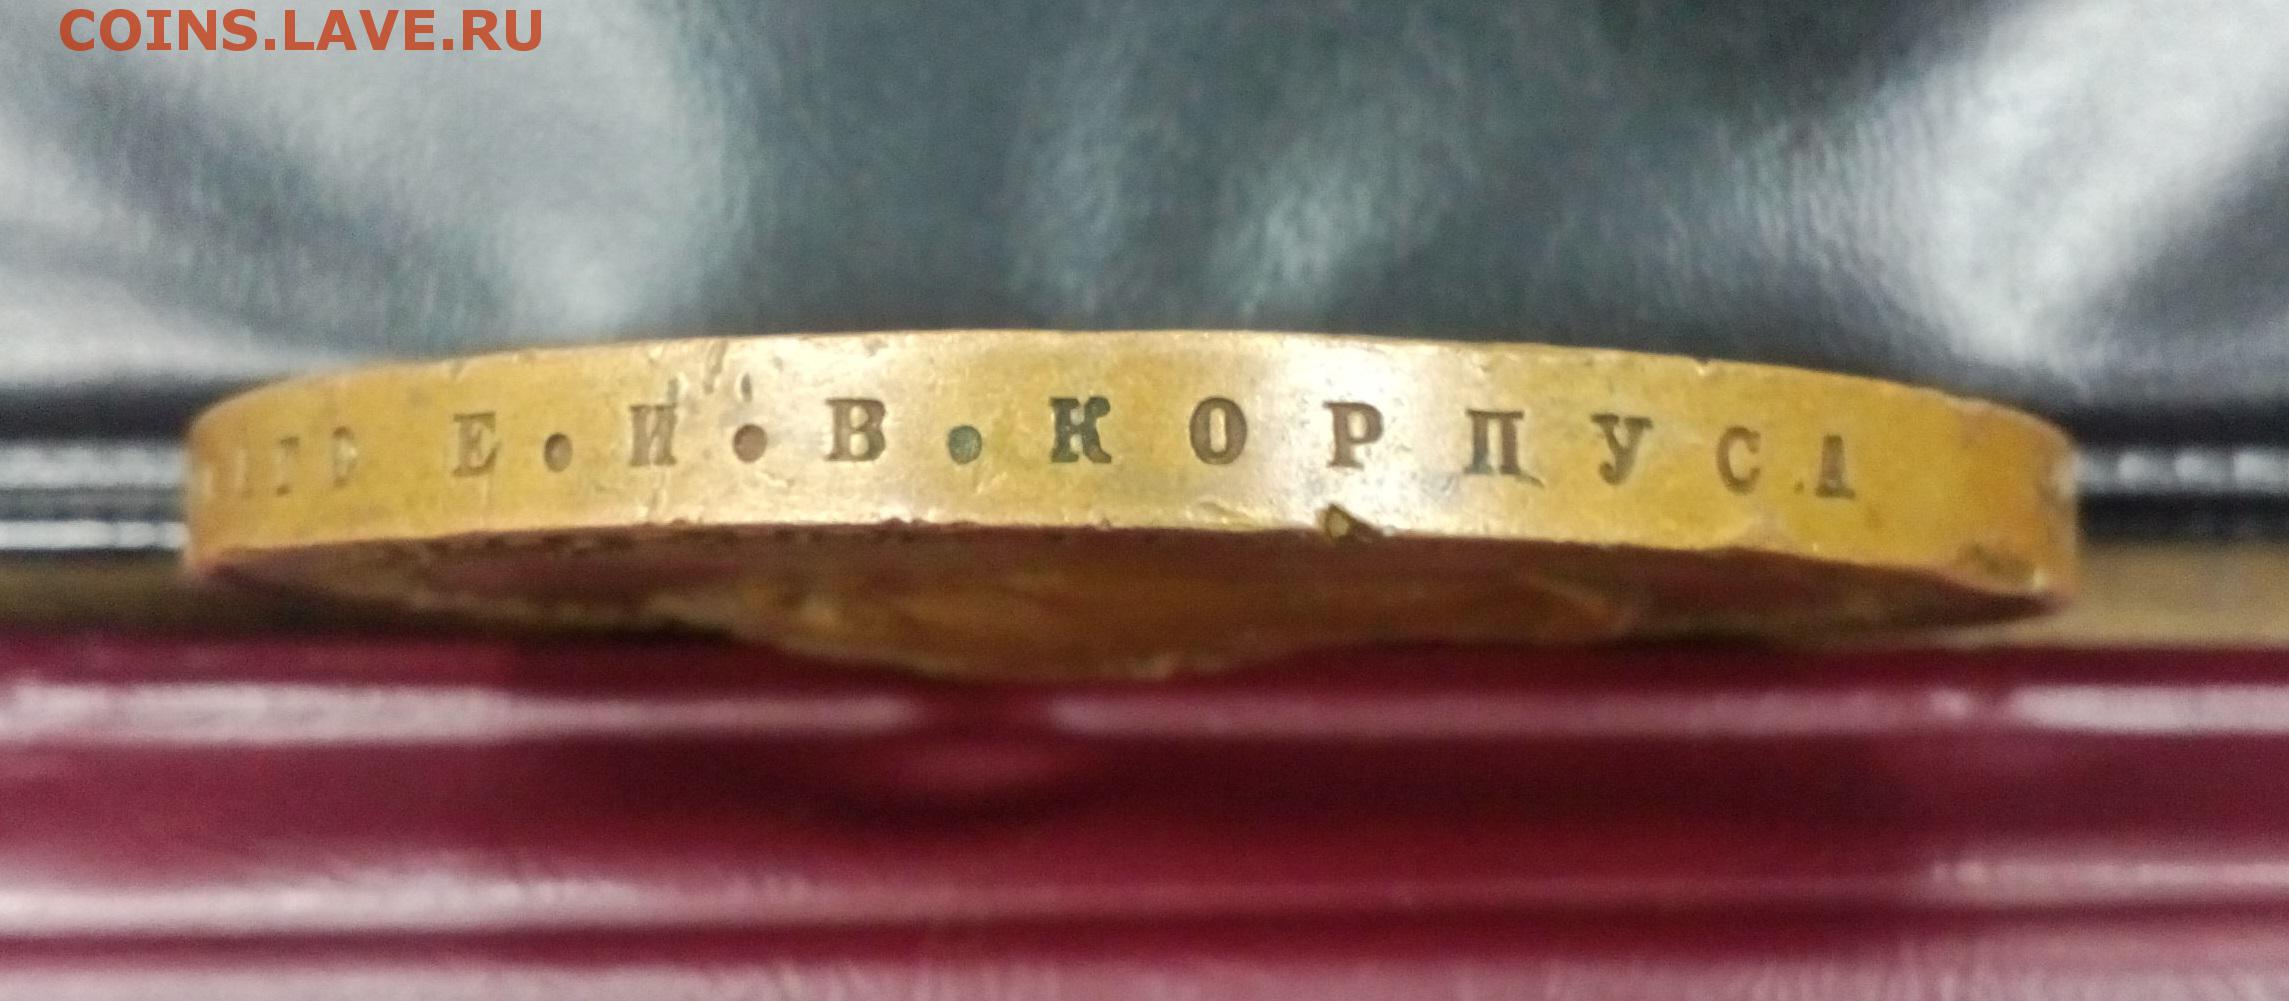 COINS.LAVE.RU
Е • И • В • КОРПУСА